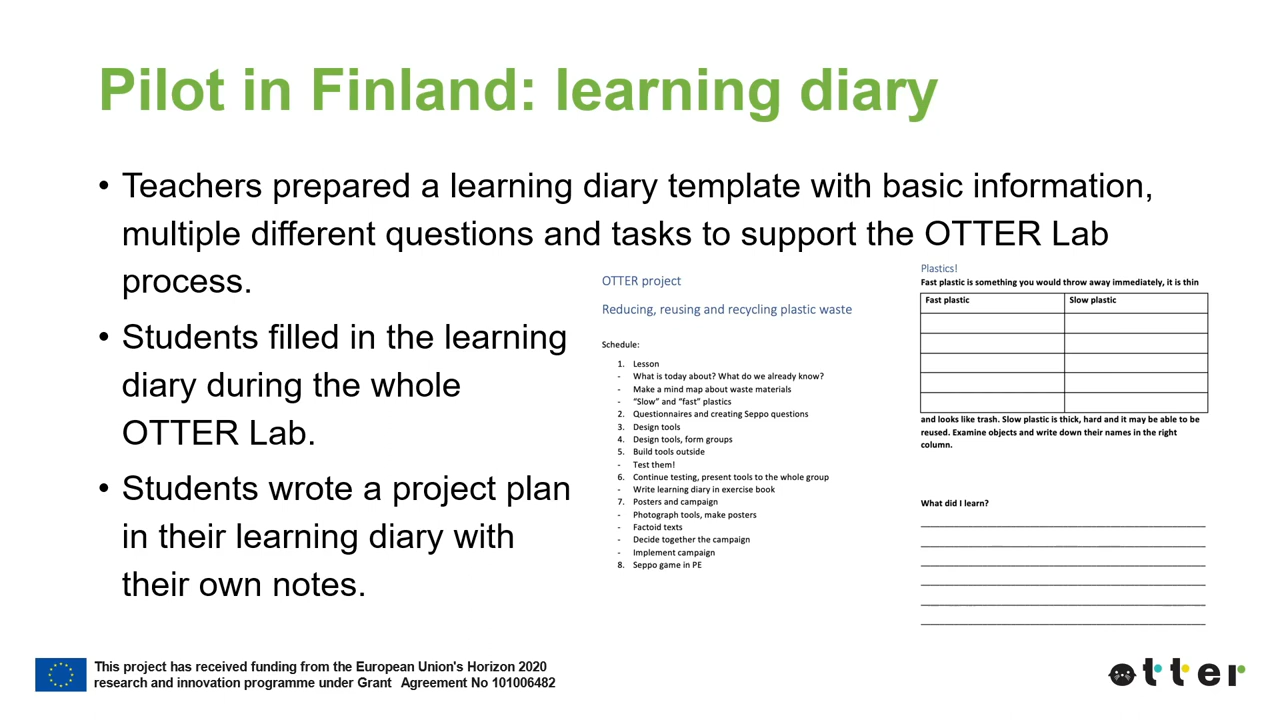 Pilot in Finland: learning diary
• Teachers prepared a learning diary template with basic information,
multiple different questions and tasks to support the OTTER Lab
process.
• Students filled in the learning
diary during the whole
OTTER Lab.
• Students wrote a project plan
in their learning diary with
their own notes.
OTTER project
Reducing, reusing and recycling plastic waste
Schedule:
1. Lesson
- What is today about? What do we already know?
- Make a mind map about waste materials
- “Slow” and “fast” plastics
2. Questionnaires and creating Seppo questions
3. Design tools
4. Design tools, form groups
5. Build tools outside
- Test them!
6. Continue testing, present tools to the whole group
- Write learning diary in exercise book
7. Posters and campaign
- Photograph tools, make posters
- Factoid texts
- Decide together the campaign
- Implement campaign
8. Seppo game in PE
Plastics!
Fast plastic is something you would throw away immediately, it is thin
Fast plastic Slow plastic
and looks like trash. Slow plastic is thick, hard and it may be able to be
reused. Examine objects and write down their names in the right
column.
What did I learn?
This project has received funding from the European Union's Horizon 2020
research and innovation programme under Grant Agreement No 101006482
otter